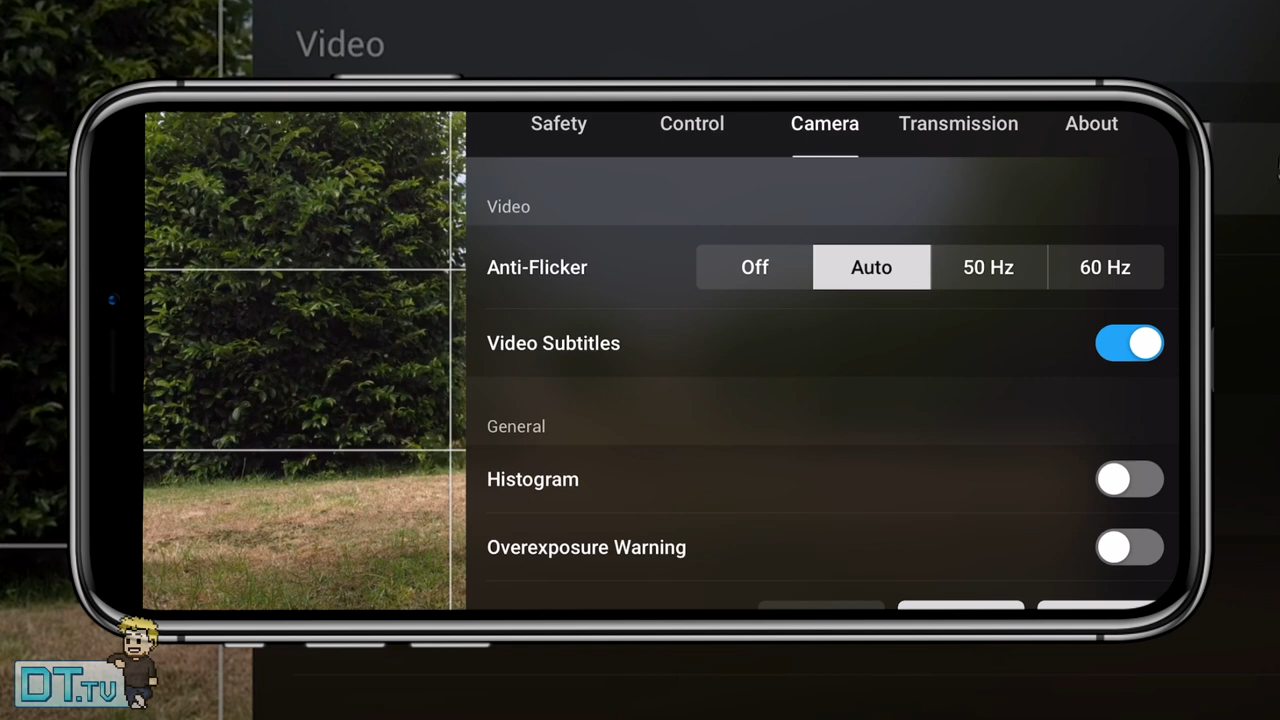 Video
Safety Control Camera Transmission About
Video
Anti-Flicker Off Auto 50 Hz 60 Hz
Video Subtitles
General
Histogram
Overexposure Warning
DT.TV